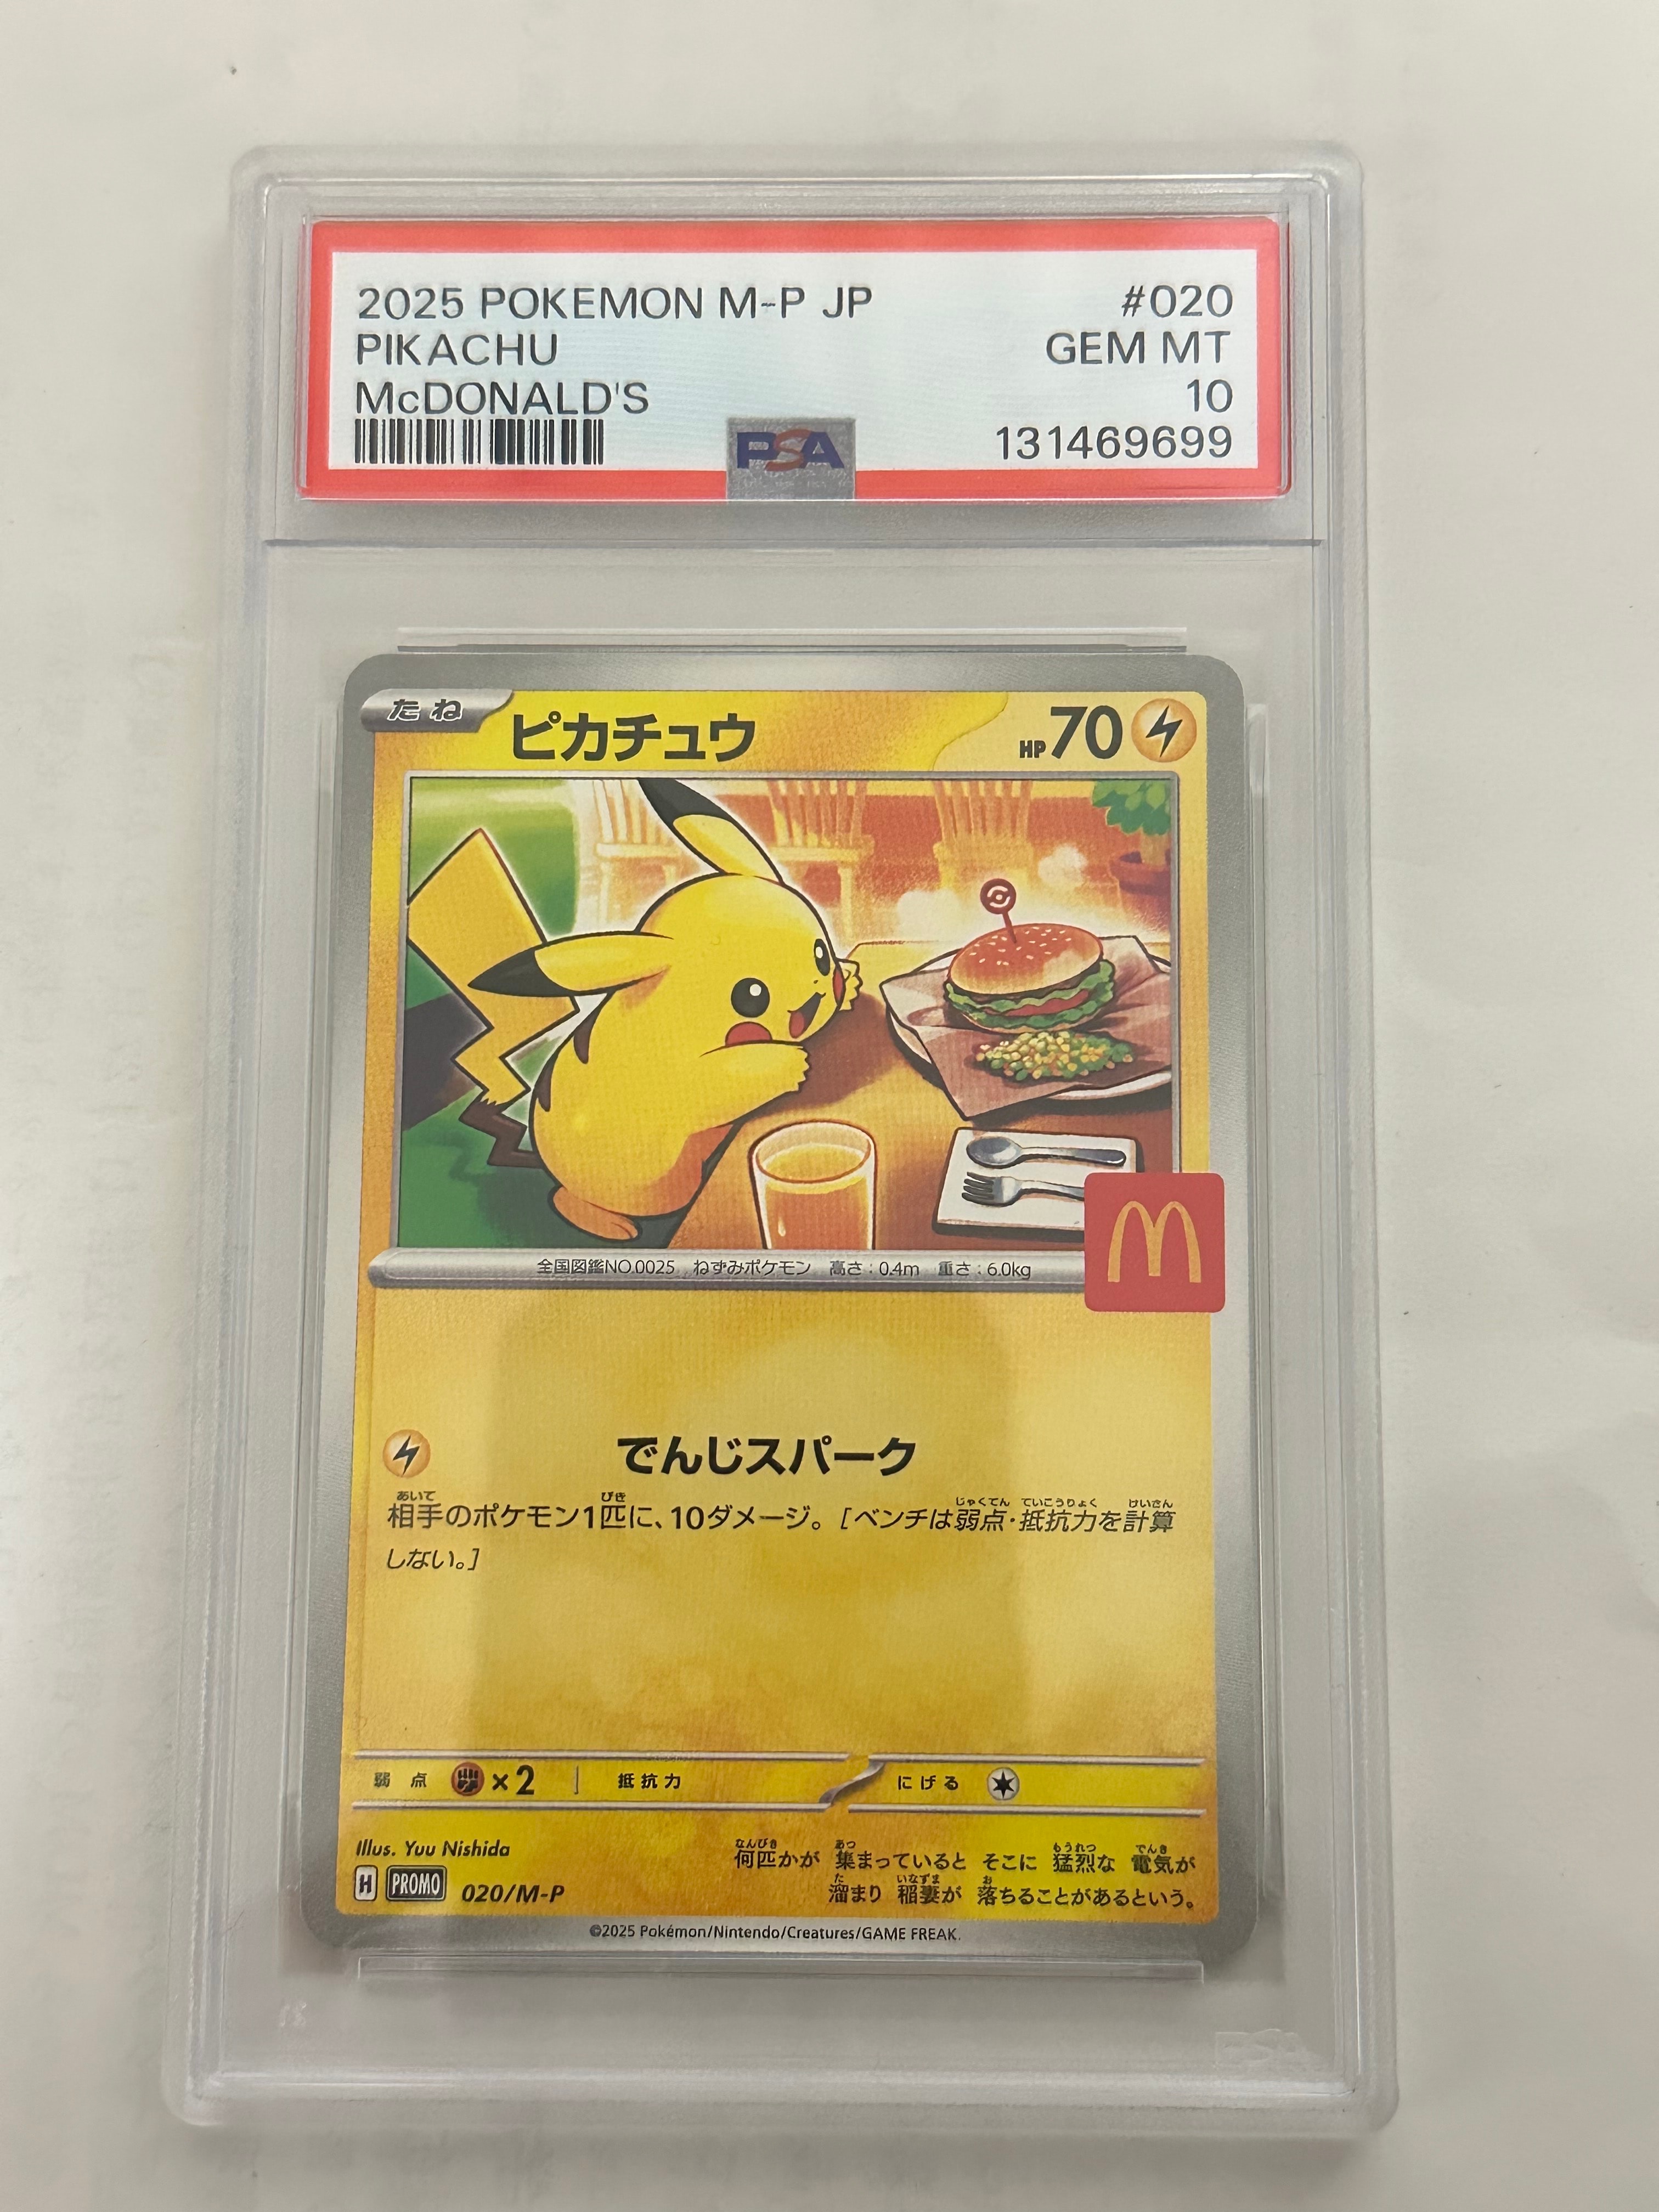 2025 POKEMON M-P JP #020
PIKACHU GEM MT
McDONALD'S 10
131469699
PSA
たね ピカチュウ HP70
M
全国図鑑NO.0025 ねずみポケモン 高さ:0.4m 重さ:6.0kg
でんじスパーク
相手のポケモン1匹に、10ダメージ。[ベンチは弱点・抵抗力を計算
しない。]
弱点 ×2 抵抗力 にげる
Illus. Yuu Nishida
H PROMO 020/M-P
何匹かが 集まっていると そこに 猛烈な 電気が
溜まり 稲妻が 落ちることがあるという。
©2025 Pokémon/Nintendo/Creatures/GAME FREAK.